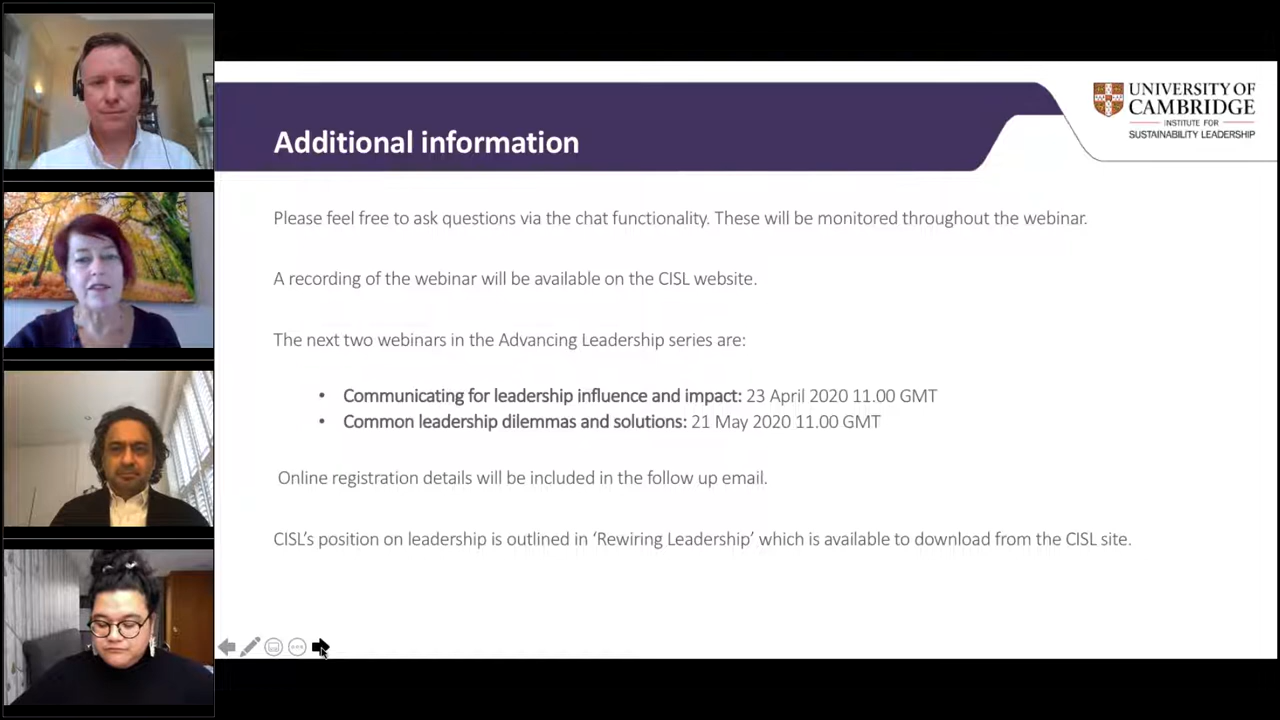 UNIVERSITY OF
CAMBRIDGE
INSTITUTE FOR
SUSTAINABILITY LEADERSHIP
Additional information
Please feel free to ask questions via the chat functionality. These will be monitored throughout the webinar.
A recording of the webinar will be available on the CISL website.
The next two webinars in the Advancing Leadership series are:
• Communicating for leadership influence and impact: 23 April 2020 11.00 GMT
• Common leadership dilemmas and solutions: 21 May 2020 11.00 GMT
Online registration details will be included in the follow up email.
CISL's position on leadership is outlined in ‘Rewiring Leadership’ which is available to download from the CISL site.